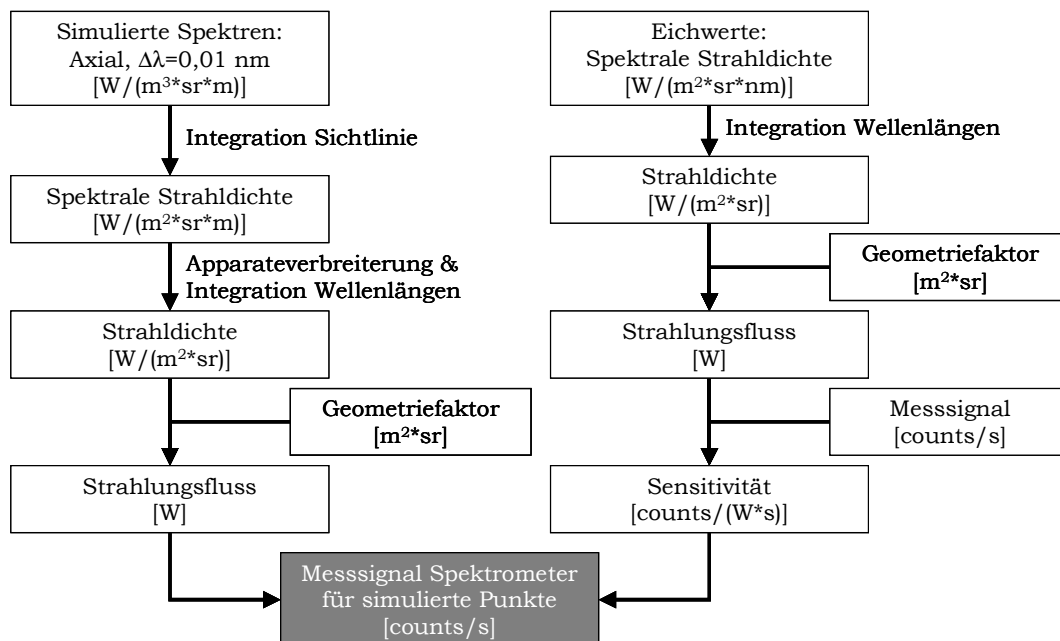 Simulierte Spektren:
Axial, Δλ=0,01 nm
[W/(m³*sr*m)]
Integration Sichtlinie
Spektrale Strahldichte
[W/(m²*sr*m)]
Apparateverbreiterung &
Integration Wellenlängen
Strahldichte
[W/(m²*sr)]
Geometriefaktor
[m²*sr]
Strahlungsfluss
[W]
Eichwerte:
Spektrale Strahldichte
[W/(m²*sr*nm)]
Integration Wellenlängen
Strahldichte
[W/(m²*sr)]
Geometriefaktor
[m²*sr]
Strahlungsfluss
[W]
Messsignal
[counts/s]
Sensitivität
[counts/(W*s)]
Messsignal Spektrometer
für simulierte Punkte
[counts/s]